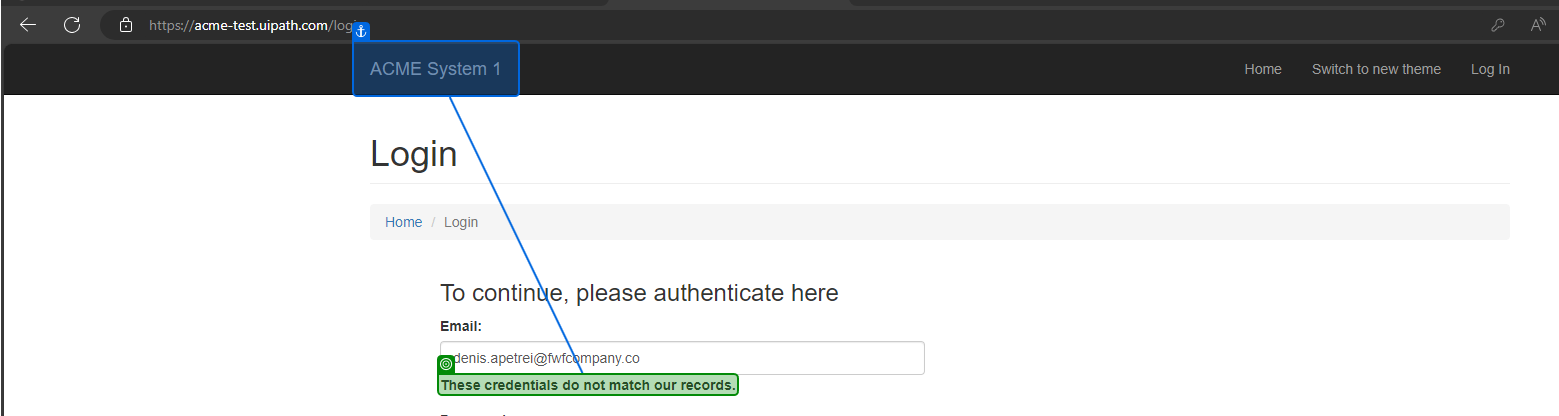 https://acme-test.uipath.com/log
ACME System 1
Home
Switch to new theme
Log In
Login
Home / Login
To continue, please authenticate here
Email:
denis.apetrei@fwfcompany.co
These credentials do not match our records.